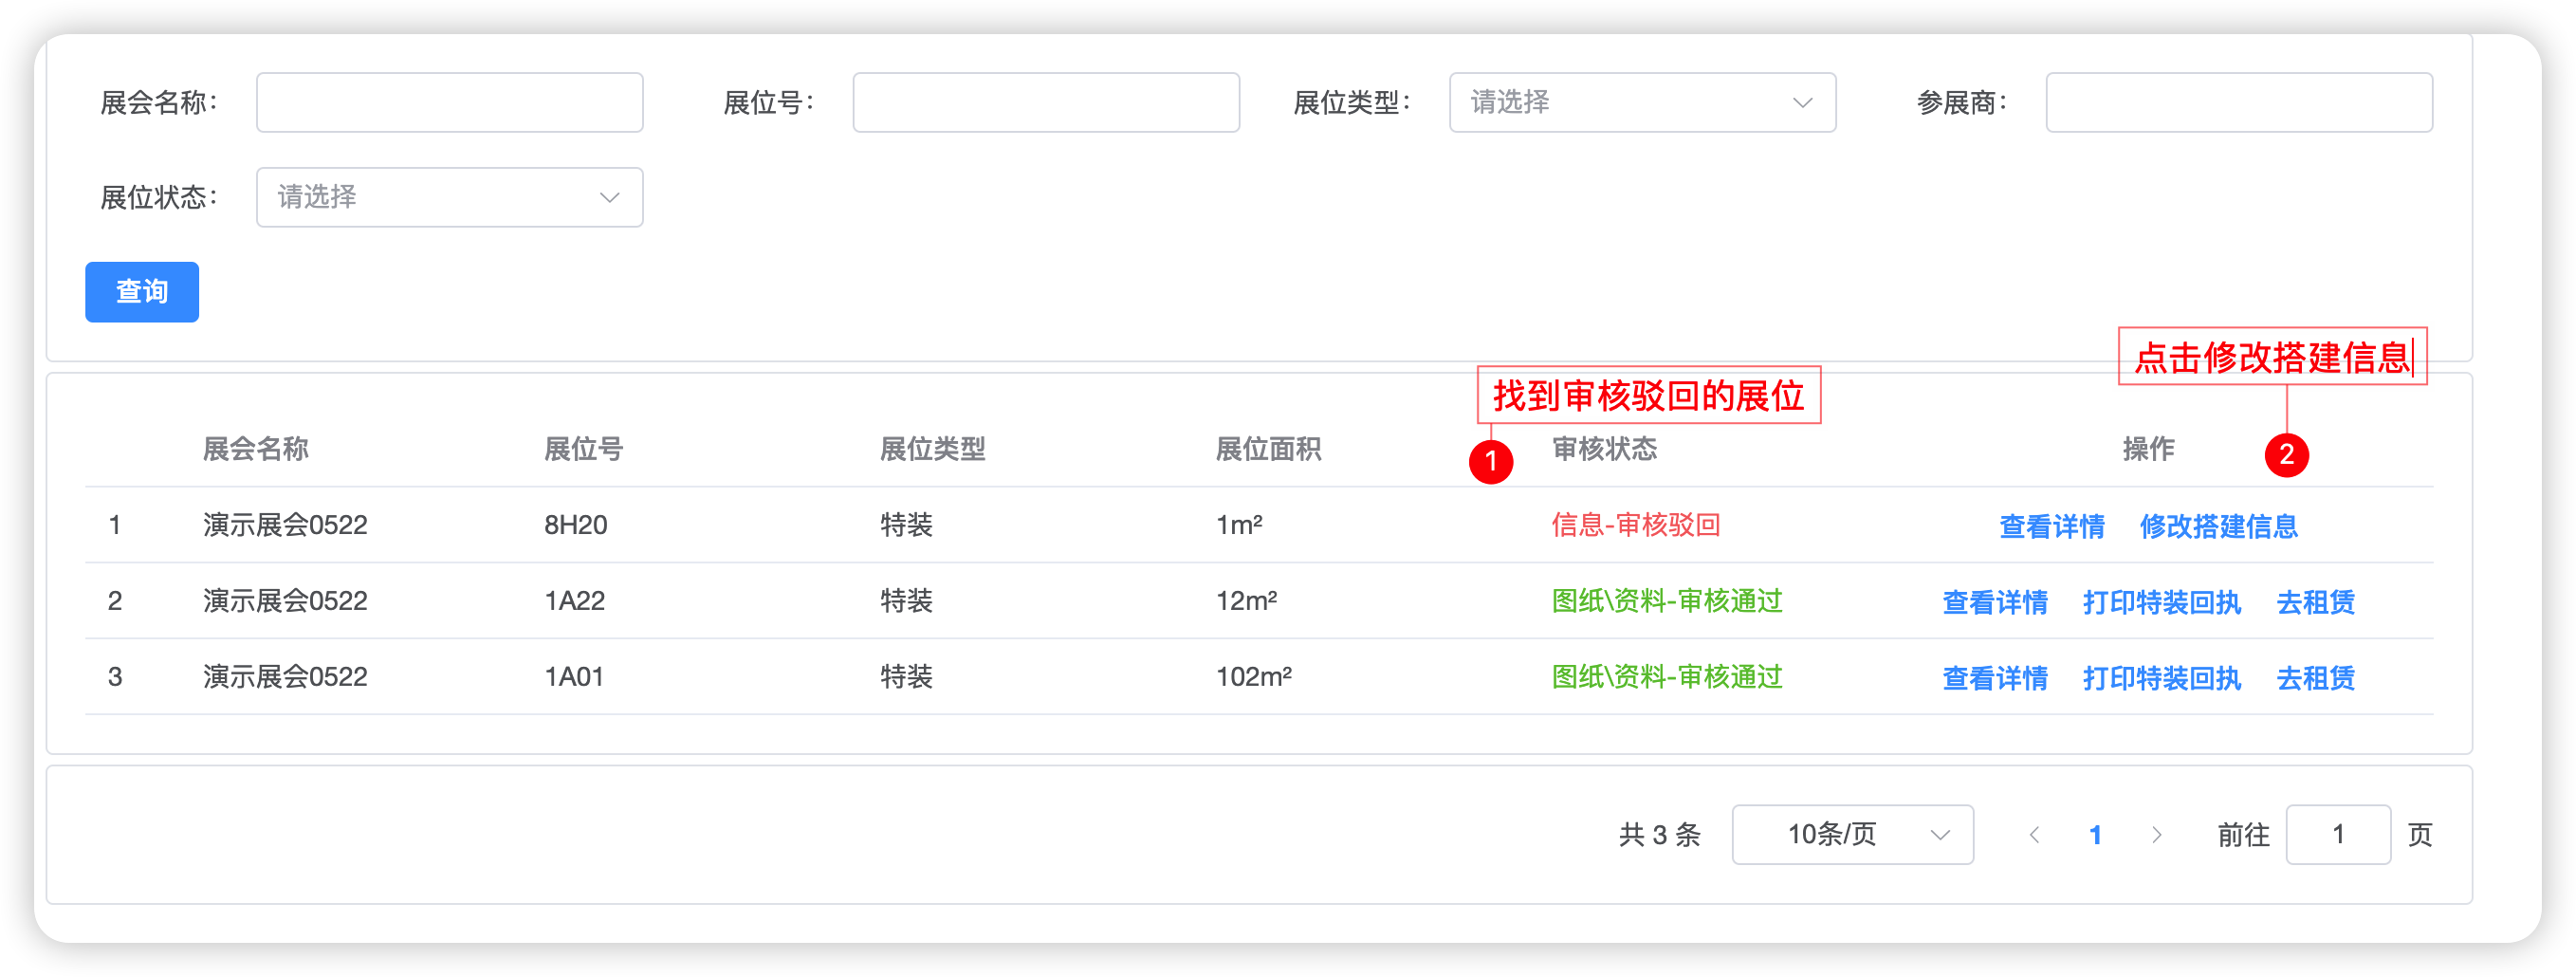 展会名称： 展位号： 展位类型： 请选择 参展商：
展位状态： 请选择
查询
点击修改搭建信息
找到审核驳回的展位
展会名称 展位号 展位类型 展位面积 1 审核状态 操作 2
1 演示展会0522 8H20 特装 1m² 信息-审核驳回 查看详情 修改搭建信息
2 演示展会0522 1A22 特装 12m² 图纸\资料-审核通过 查看详情 打印特装回执 去租赁
3 演示展会0522 1A01 特装 102m² 图纸\资料-审核通过 查看详情 打印特装回执 去租赁
共 3 条 10条/页 1 前往 1 页